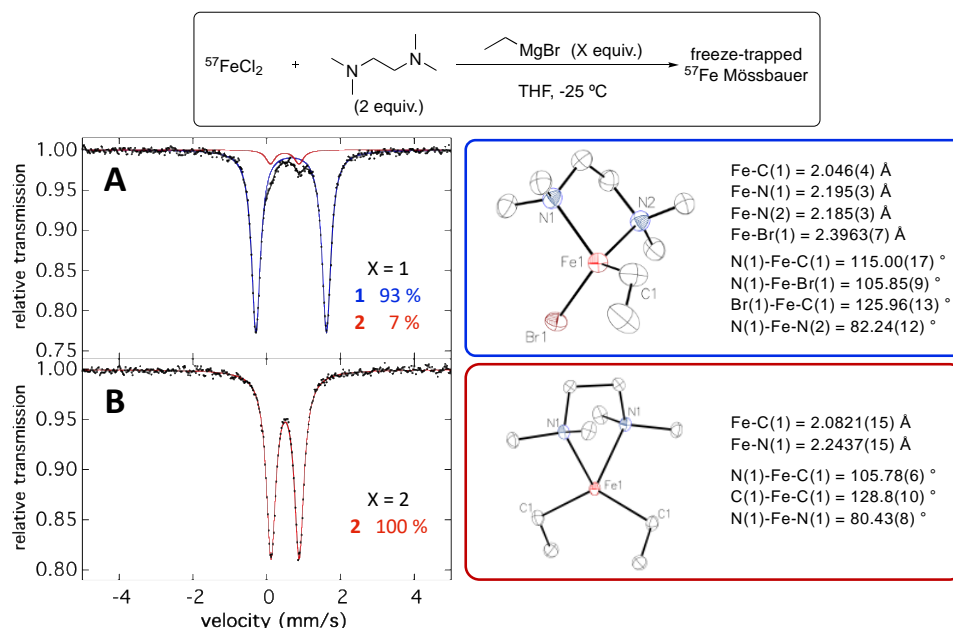 ⁵⁷FeCl₂ + N N (2 equiv.) MgBr (X equiv.) THF, -25 ºC freeze-trapped ⁵⁷Fe Mössbauer
A
relative transmission
1.00
0.95
0.90
0.85
0.80
0.75
X = 1
1 93 %
2 7 %
B
relative transmission
1.00
0.95
0.90
0.85
0.80
X = 2
2 100 %
-4 -2 0 2 4
velocity (mm/s)
N1 N2
Fe1
C1
Br1
Fe-C(1) = 2.046(4) Å
Fe-N(1) = 2.195(3) Å
Fe-N(2) = 2.185(3) Å
Fe-Br(1) = 2.3963(7) Å
N(1)-Fe-C(1) = 115.00(17) °
N(1)-Fe-Br(1) = 105.85(9) °
Br(1)-Fe-C(1) = 125.96(13) °
N(1)-Fe-N(2) = 82.24(12) °
N1 N1
Fe1
C1 C1
Fe-C(1) = 2.0821(15) Å
Fe-N(1) = 2.2437(15) Å
N(1)-Fe-C(1) = 105.78(6) °
C(1)-Fe-C(1) = 128.8(10) °
N(1)-Fe-N(1) = 80.43(8) °